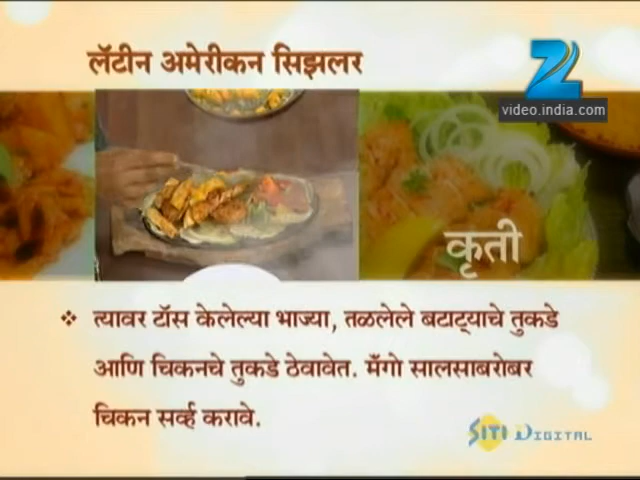 लॅटीन अमेरीकन सिझलर
Z
video.india.com
कृती
❖ त्यावर टॉस केलेल्या भाज्या, तळलेले बटाट्याचे तुकडे
आणि चिकनचे तुकडे ठेवावेत. मँगो सालसाबरोबर
चिकन सर्व्ह करावे.
SITI DIGITAL